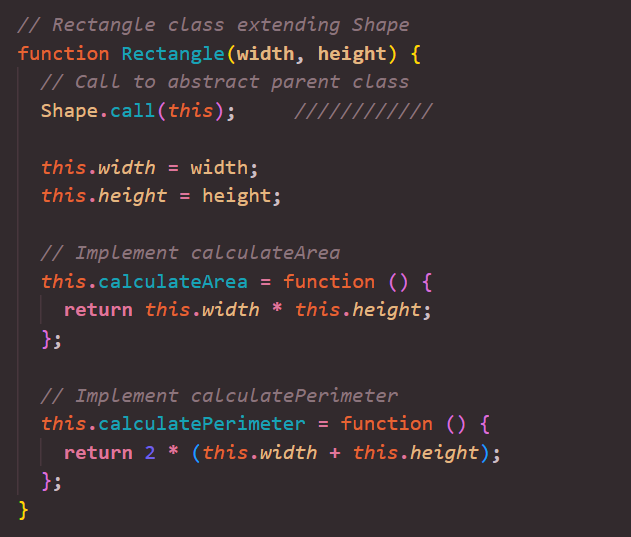 // Rectangle class extending Shape
function Rectangle(width, height) {
  // Call to abstract parent class
  Shape.call(this);     ////////////
  this.width = width;
  this.height = height;
  // Implement calculateArea
  this.calculateArea = function () {
    return this.width * this.height;
  };
  // Implement calculatePerimeter
  this.calculatePerimeter = function () {
    return 2 * (this.width + this.height);
  };
}